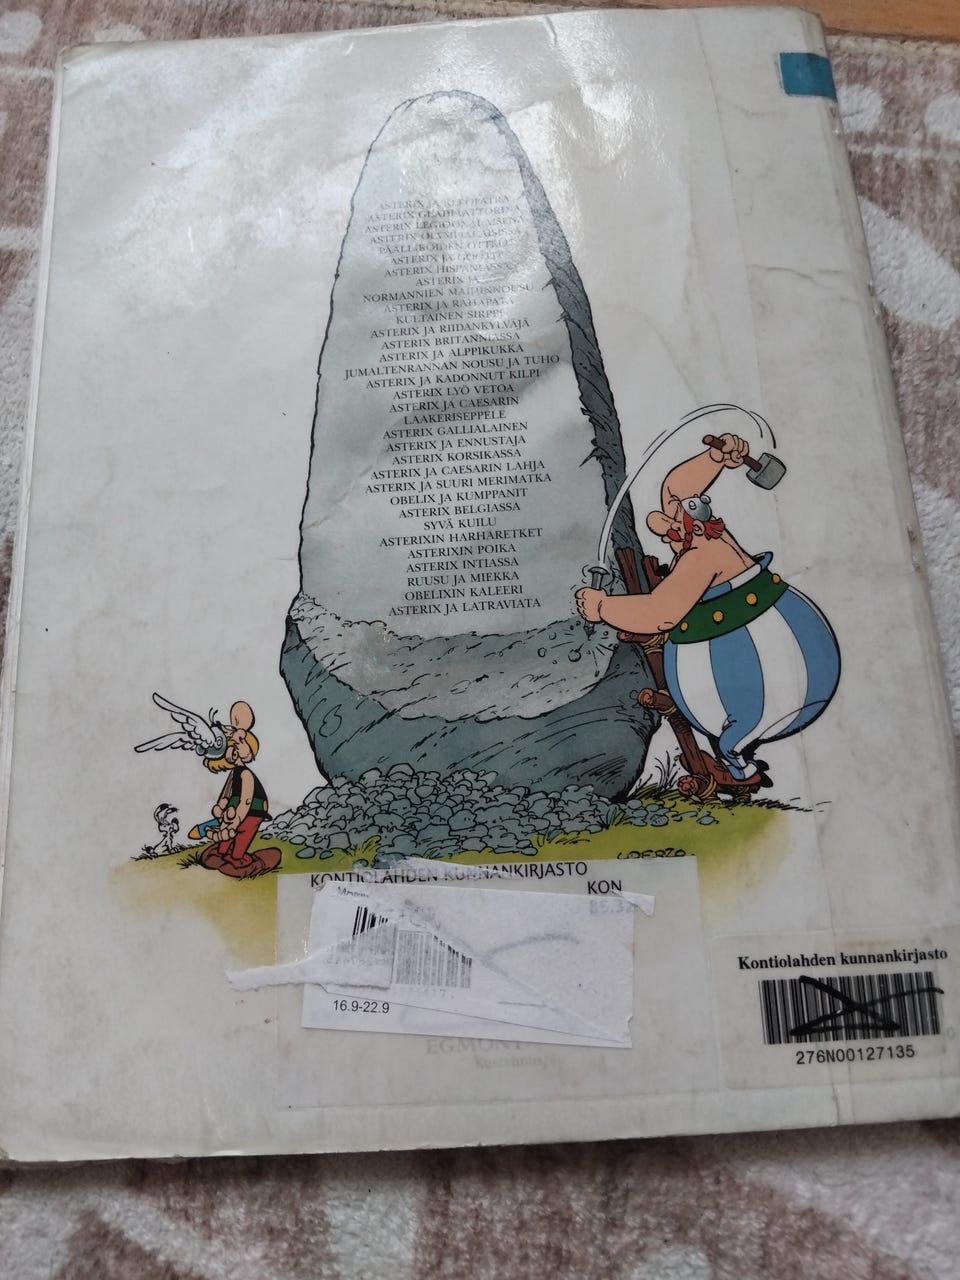 ASTERIX JA KLEOPATRA
ASTERIX GLADIAATTORINA
ASTERIX LEGIOONALAISENA
ASTERIX OLYMPIALAISISSA
PÄÄLLIKÖIDEN OTTELU
ASTERIX JA GOOTIT
ASTERIX HISPANIASSA
ASTERIX JA
NORMANNIEN MAIHINNOUSU
ASTERIX JA RAHAPATA
KULTAINEN SIRPPI
ASTERIX JA RIIDANKYLVÄJÄ
ASTERIX BRITANNIASSA
ASTERIX JA ALPPIKUKKA
JUMALTENRANNAN NOUSU JA TUHO
ASTERIX JA KADONNUT KILPI
ASTERIX LYÖ VETOA
ASTERIX JA CAESARIN
LAAKERISEPPELE
ASTERIX GALLIALAINEN
ASTERIX JA ENNUSTAJA
ASTERIX KORSIKASSA
ASTERIX JA CAESARIN LAHJA
ASTERIX JA SUURI MERIMATKA
OBELIX JA KUMPPANIT
ASTERIX BELGIASSA
SYVÄ KUILU
ASTERIXIN HARHARETKET
ASTERIXIN POIKA
ASTERIX INTIASSA
RUUSU JA MIEKKA
OBELIXIN KALEERI
ASTERIX JA LATRAVIATA
UDERZO
KONTIOLAHDEN KUNNANKIRJASTO
KON
16.9-22.9
EGMONT
Kustannus
Kontiolahden kunnankirjasto
276N00127135